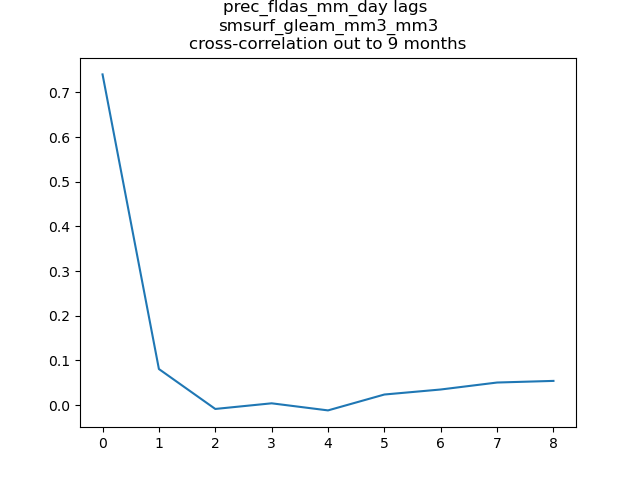 prec_fldas_mm_day lags
smsurf_gleam_mm3_mm3
cross-correlation out to 9 months
0.7
0.6
0.5
0.4
0.3
0.2
0.1
0.0
0 1 2 3 4 5 6 7 8